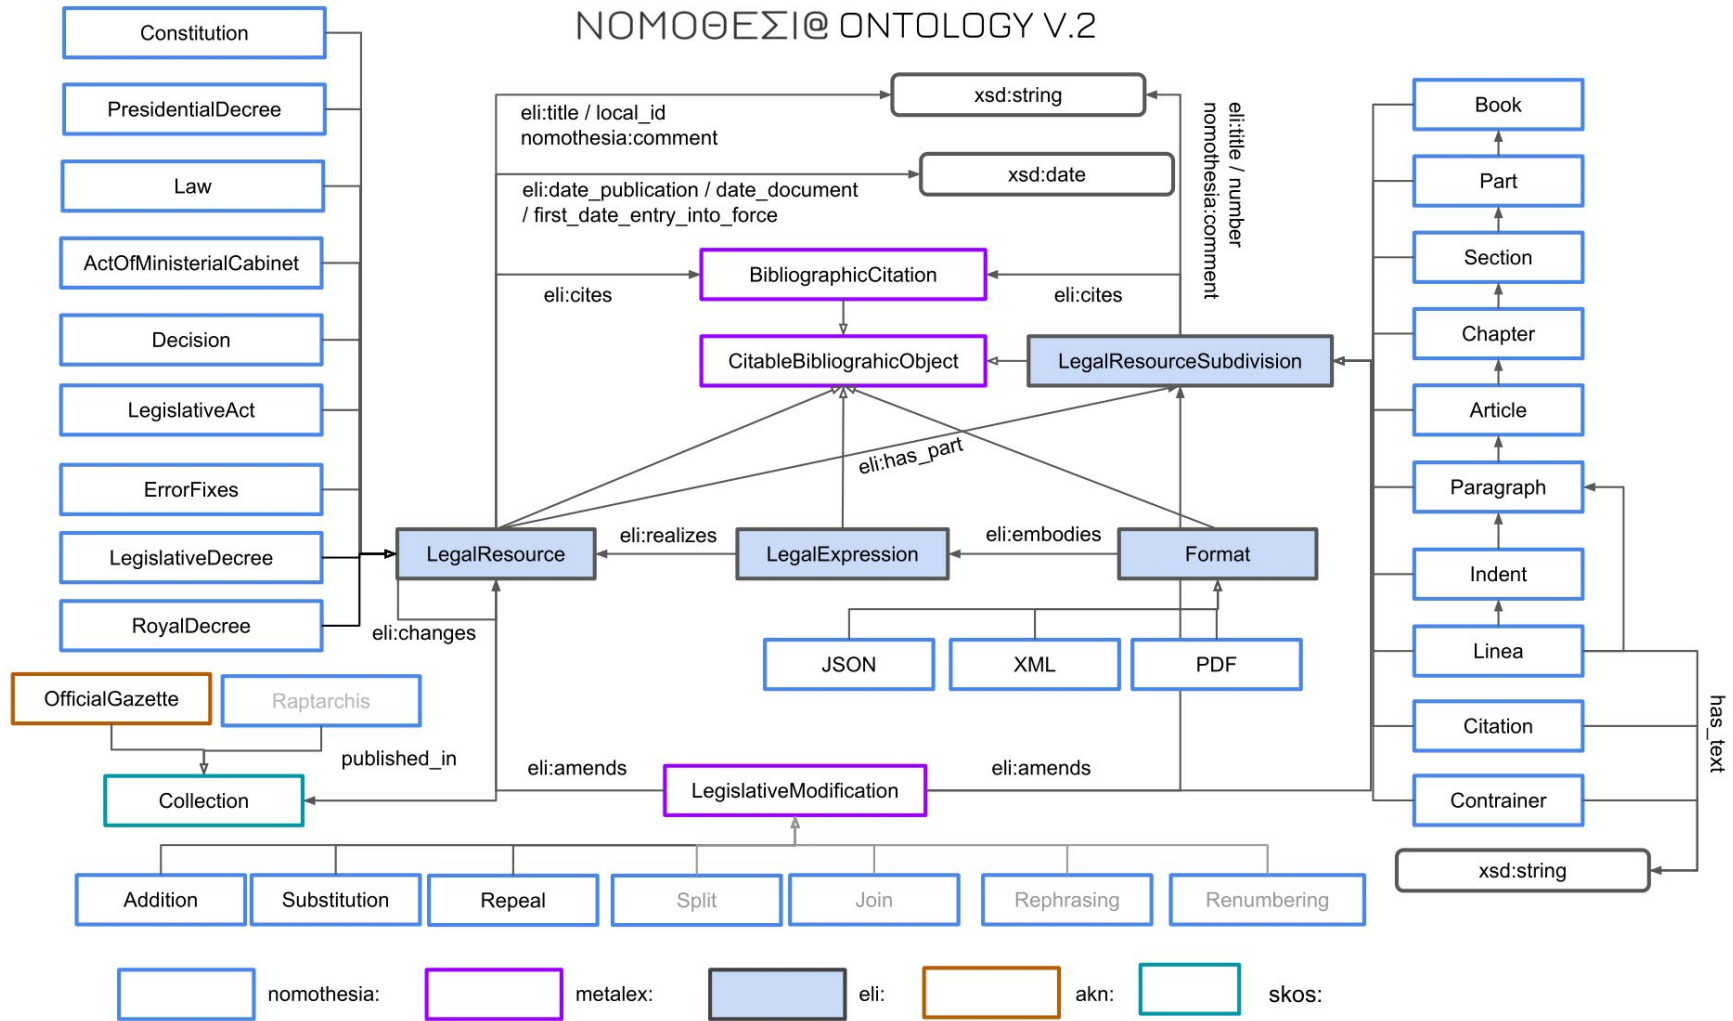 ΝΟΜΟΘΕΣΙ@ ONTOLOGY V.2
Constitution
PresidentialDecree
Law
ActOfMinisterialCabinet
Decision
LegislativeAct
ErrorFixes
LegislativeDecree
RoyalDecree
OfficialGazette
Raptarchis
Collection
published_in
xsd:string
eli:title / local_id
nomothesia:comment
xsd:date
eli:date_publication / date_document
/ first_date_entry_into_force
eli:title / number
nomothesia:comment
BibliographicCitation
eli:cites
eli:cites
CitableBibliograhicObject
LegalResourceSubdivision
eli:has_part
LegalResource
eli:realizes
LegalExpression
eli:embodies
Format
eli:changes
JSON
XML
PDF
eli:amends
LegislativeModification
eli:amends
Addition
Substitution
Repeal
Split
Join
Rephrasing
Renumbering
Book
Part
Section
Chapter
Article
Paragraph
Indent
Linea
Citation
Contrainer
has_text
xsd:string
nomothesia:
metalex:
eli:
akn:
skos: